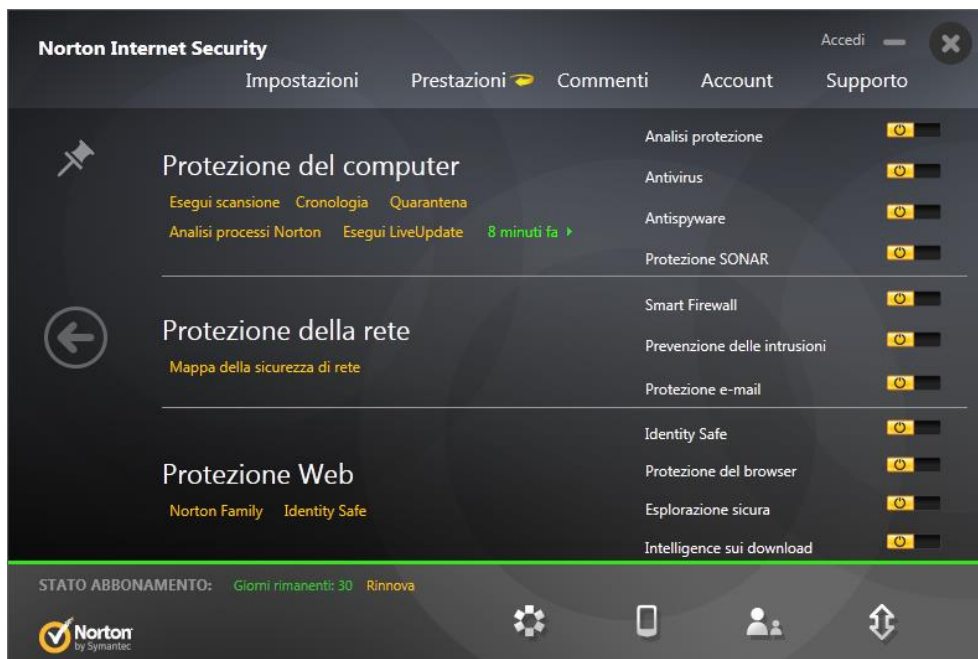 Norton Internet Security
Accedi
Impostazioni Prestazioni Commenti Account Supporto
Protezione del computer
Esegui scansione Cronologia Quarantena
Analisi processi Norton Esegui LiveUpdate 8 minuti fa
Analisi protezione
Antivirus
Antispyware
Protezione SONAR
Protezione della rete
Mappa della sicurezza di rete
Smart Firewall
Prevenzione delle intrusioni
Protezione e-mail
Protezione Web
Norton Family Identity Safe
Identity Safe
Protezione del browser
Esplorazione sicura
Intelligence sui download
STATO ABBONAMENTO: Giorni rimanenti: 30 Rinnova
Norton
by Symantec